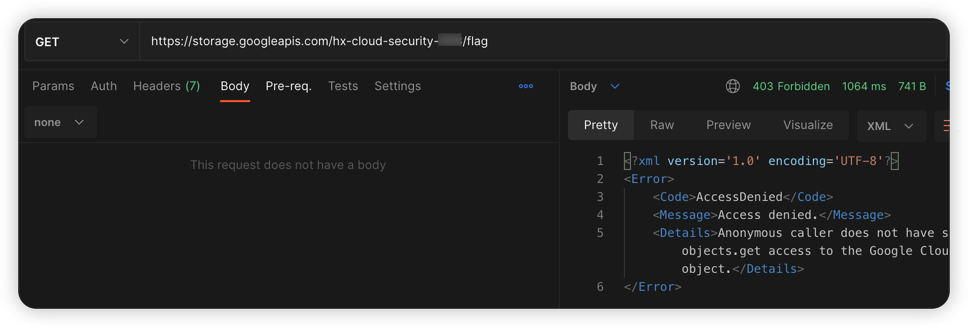 GET
https://storage.googleapis.com/hx-cloud-security-
/flag
Params Auth Headers (7) Body Pre-req. Tests Settings
none
This request does not have a body
Body 403 Forbidden 1064 ms 741 B
Pretty Raw Preview Visualize XML
1 <?xml version='1.0' encoding='UTF-8'?>
2 <Error>
3 <Code>AccessDenied</Code>
4 <Message>Access denied.</Message>
5 <Details>Anonymous caller does not have s
objects.get access to the Google Clou
object.</Details>
6 </Error>